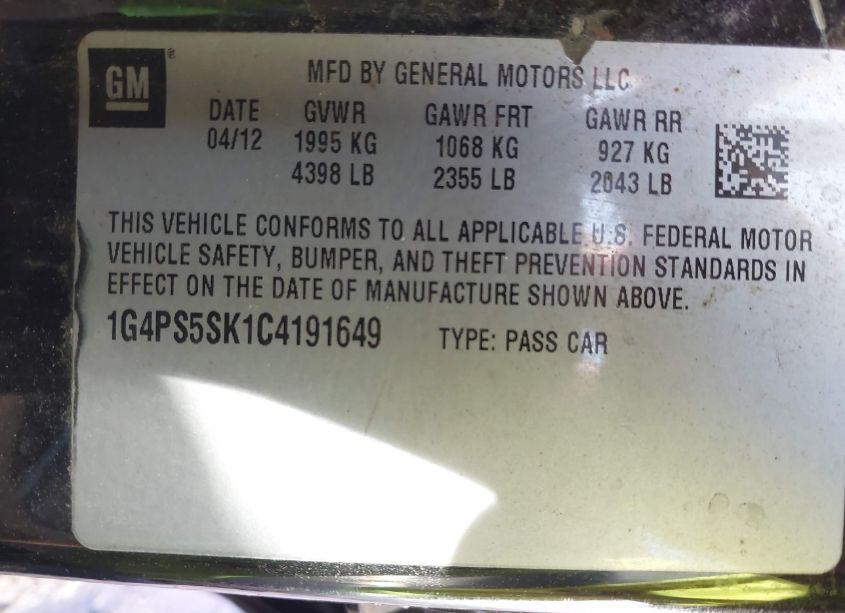 GM
MFD BY GENERAL MOTORS LLC
DATE GVWR GAWR FRT GAWR RR
04/12 1995 KG 1068 KG 927 KG
4398 LB 2355 LB 2043 LB
THIS VEHICLE CONFORMS TO ALL APPLICABLE U.S. FEDERAL MOTOR
VEHICLE SAFETY, BUMPER, AND THEFT PREVENTION STANDARDS IN
EFFECT ON THE DATE OF MANUFACTURE SHOWN ABOVE.
1G4PS5SK1C4191649 TYPE: PASS CAR